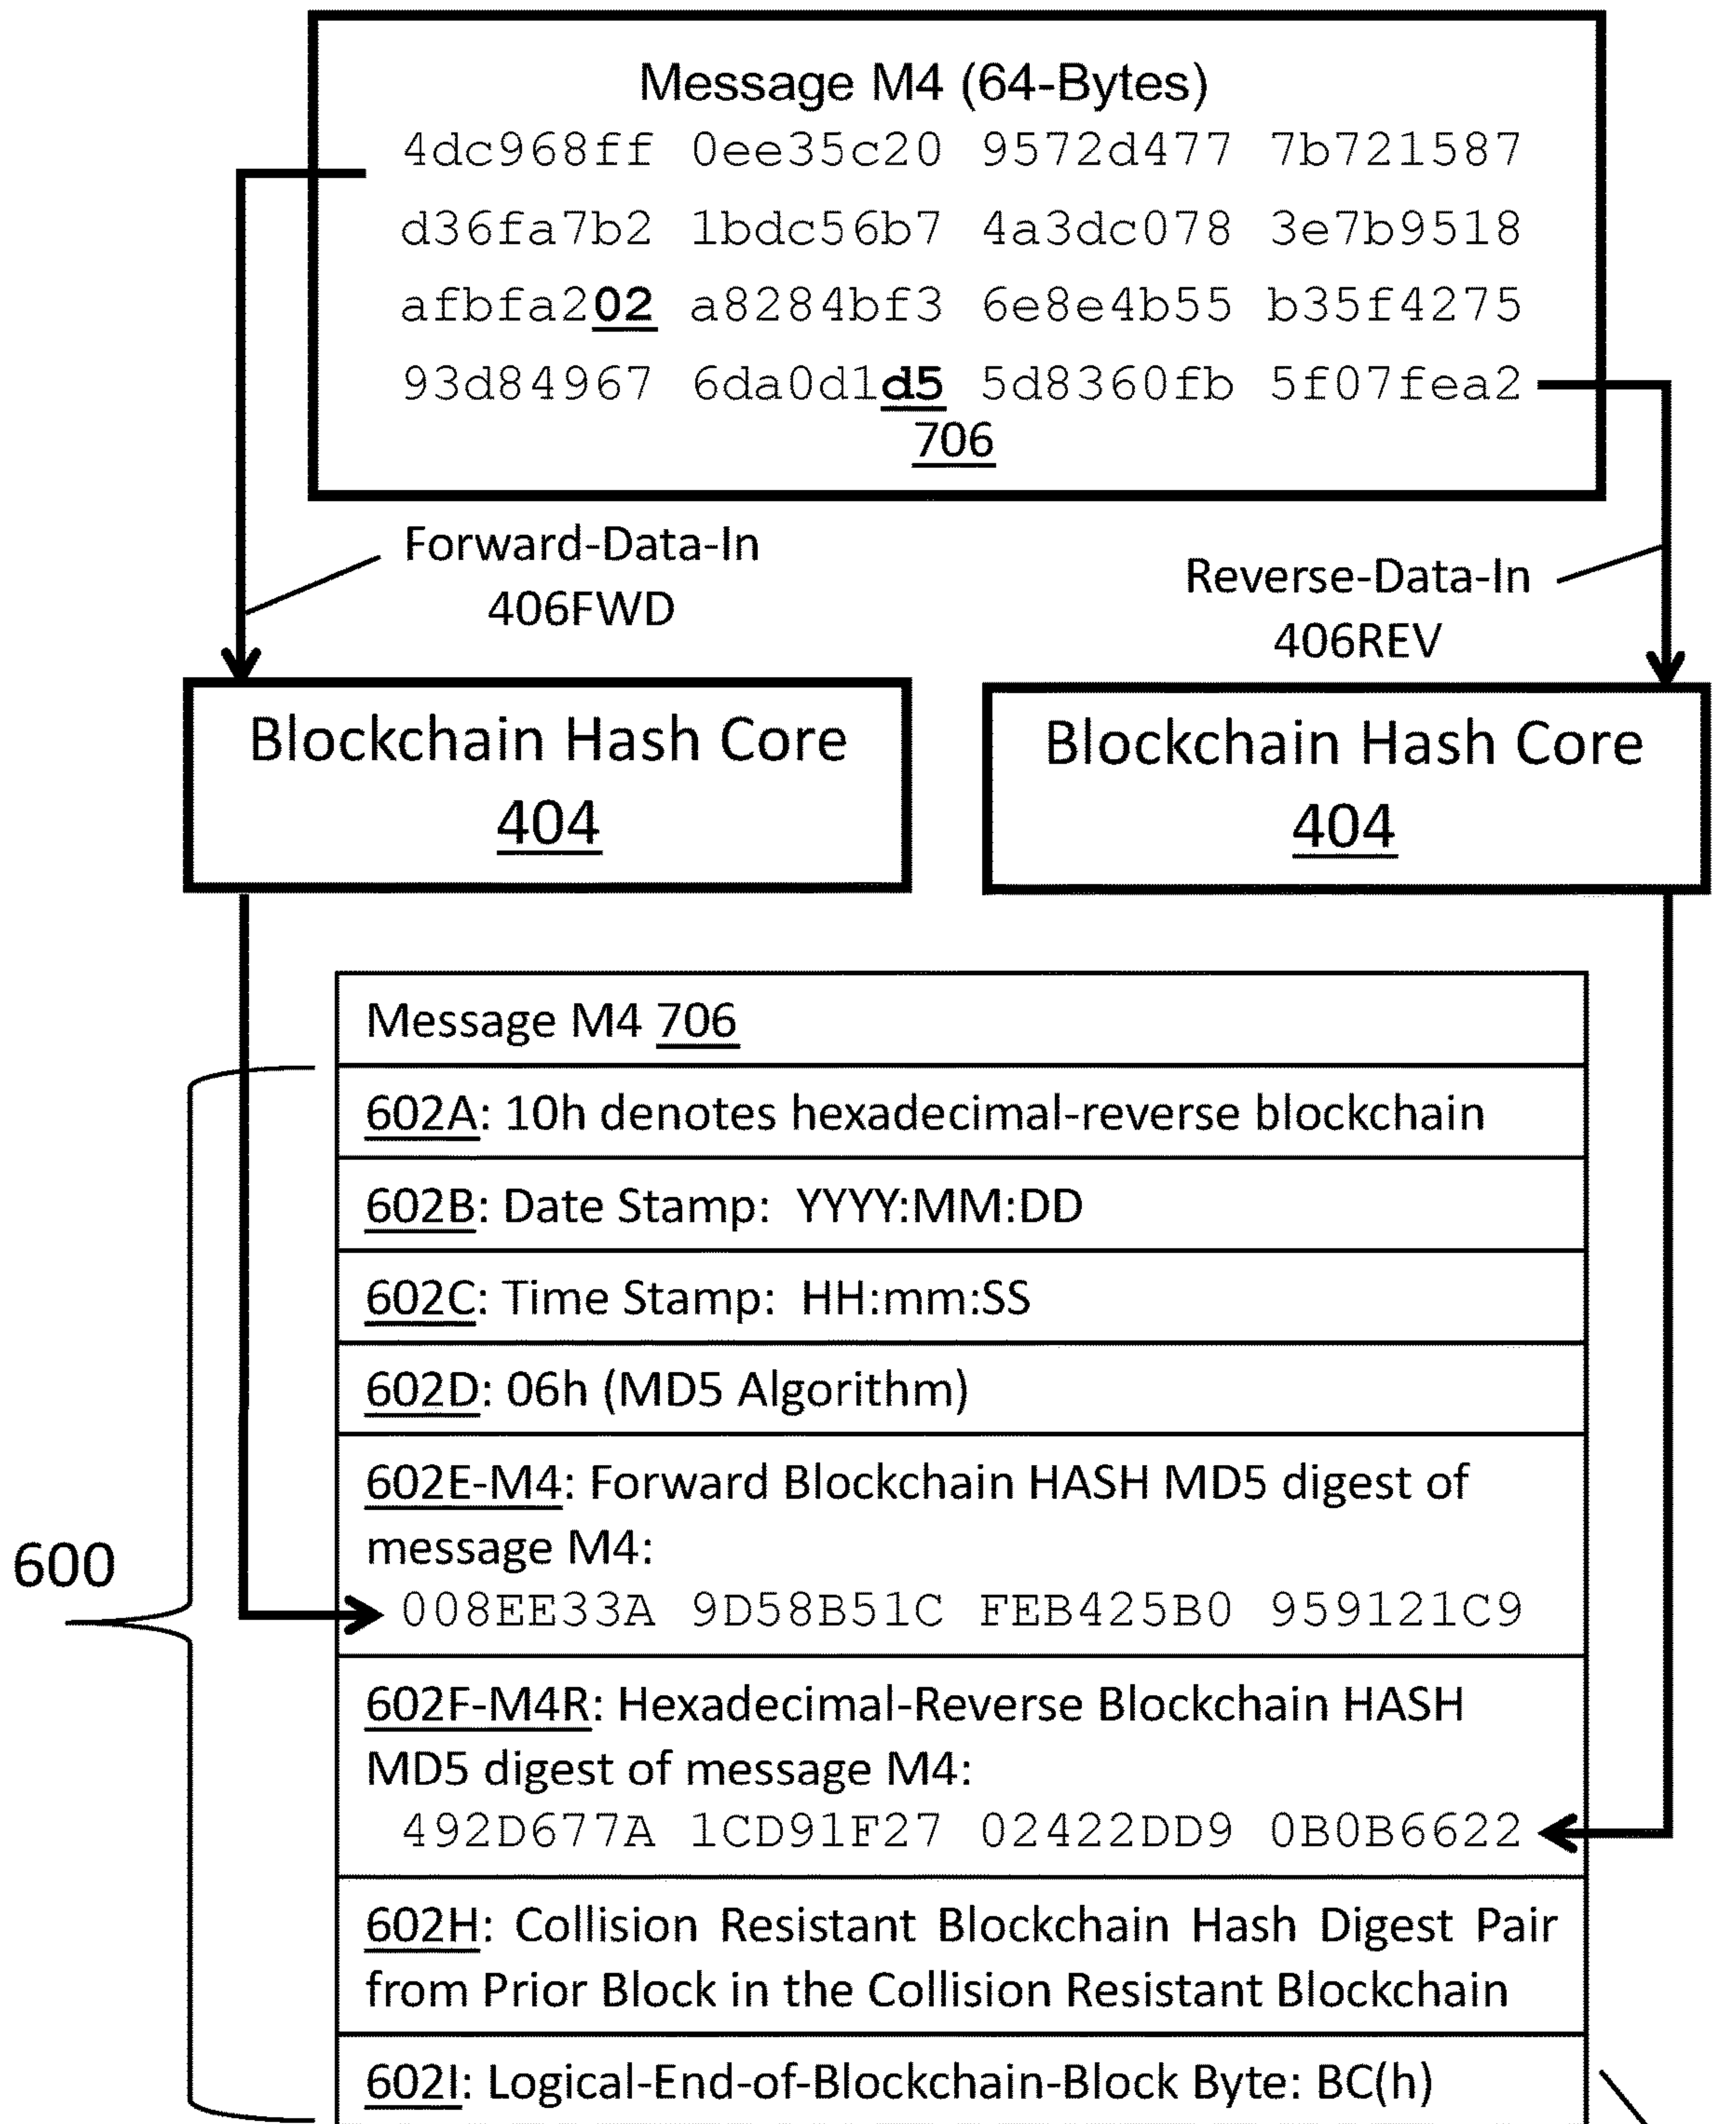 Message M4 (64-Bytes)
4dc968ff 0ee35c20 9572d477 7b721587
d36fa7b2 1bdc56b7 4a3dc078 3e7b9518
afbfa202 a8284bf3 6e8e4b55 b35f4275
93d84967 6da0d1d5 5d8360fb 5f07fea2
706
Forward-Data-In
406FWD
Reverse-Data-In
406REV
Blockchain Hash Core
404
Blockchain Hash Core
404
Message M4 706
602A: 10h denotes hexadecimal-reverse blockchain
602B: Date Stamp: YYYY:MM:DD
602C: Time Stamp: HH:mm:SS
602D: 06h (MD5 Algorithm)
602E-M4: Forward Blockchain HASH MD5 digest of
message M4:
008EE33A 9D58B51C FEB425B0 959121C9
600
602F-M4R: Hexadecimal-Reverse Blockchain HASH
MD5 digest of message M4:
492D677A 1CD91F27 02422DD9 0B0B6622
602H: Collision Resistant Blockchain Hash Digest Pair
from Prior Block in the Collision Resistant Blockchain
602I: Logical-End-of-Blockchain-Block Byte: BC(h)